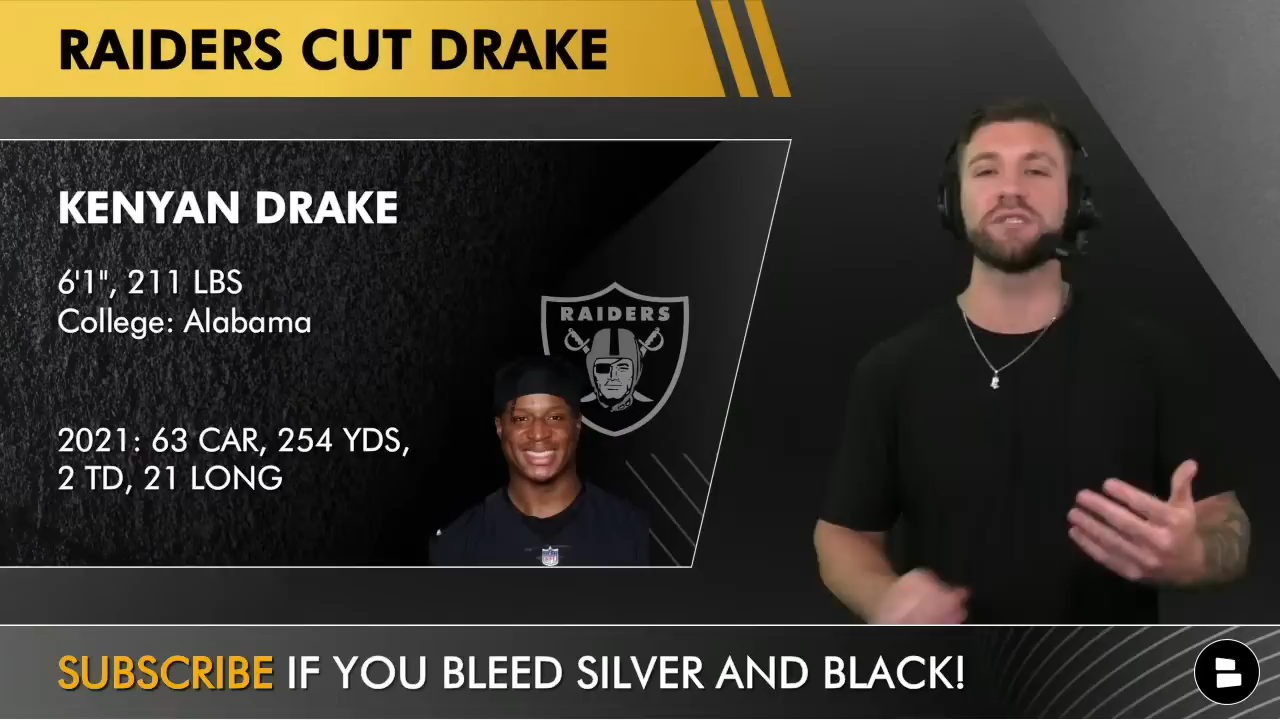 RAIDERS CUT DRAKE
KENYAN DRAKE
6'1", 211 LBS
College: Alabama
RAIDERS
2021: 63 CAR, 254 YDS,
2 TD, 21 LONG
NFL
SUBSCRIBE IF YOU BLEED SILVER AND BLACK!